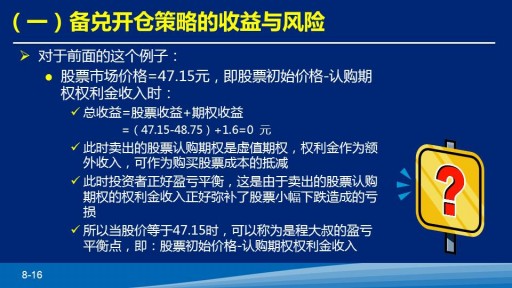 （一）备兑开仓策略的收益与风险
对于前面的这个例子：
股票市场价格=47.15元，即股票初始价格-认购期
权权利金收入时：
总收益=股票收益+期权收益
=（47.15-48.75）+1.6=0 元
此时卖出的股票认购期权是虚值期权，权利金作为额
外收入，可作为购买股票成本的抵减
此时投资者正好盈亏平衡，这是由于卖出的股票认购
期权的权利金收入正好弥补了股票小幅下跌造成的亏
损
所以当股价等于47.15时，可以称为是程大叔的盈亏
平衡点，即：股票初始价格-认购期权权利金收入
?
8-16